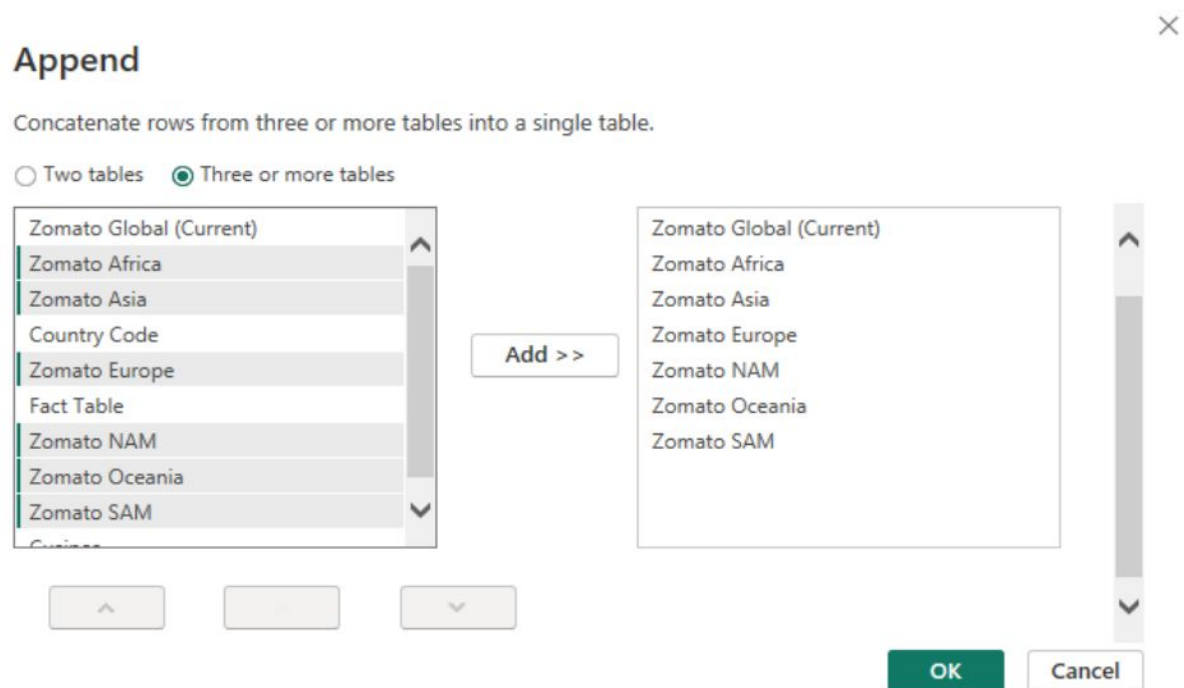 Append
Concatenate rows from three or more tables into a single table.
Two tables Three or more tables
Zomato Global (Current)
Zomato Africa
Zomato Asia
Country Code
Zomato Europe
Fact Table
Zomato NAM
Zomato Oceania
Zomato SAM
Add >>
Zomato Global (Current)
Zomato Africa
Zomato Asia
Zomato Europe
Zomato NAM
Zomato Oceania
Zomato SAM
OK Cancel